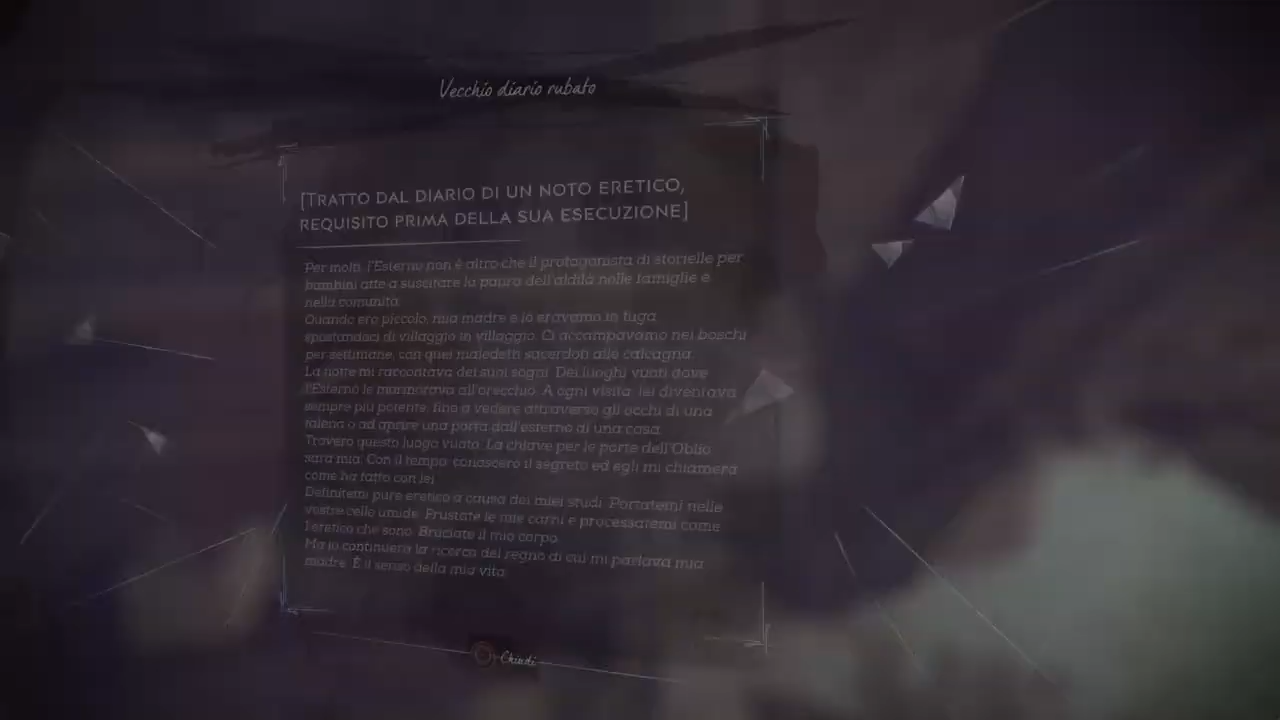 Vecchio diario rubato
[TRATTO DAL DIARIO DI UN NOTO ERETICO,
REQUISITO PRIMA DELLA SUA ESECUZIONE]
Per molti, l'Esterno non è altro che il protagonista di storielle per
bambini atte a suscitare la paura dell'aldilà nelle famiglie e
nella comunità.
Quando ero piccolo, mia madre e io eravamo in fuga
spostandoci di villaggio in villaggio. Ci accampavamo nei boschi
per settimane, con quei maledetti sacerdoti alle calcagna.
La notte mi raccontava dei suoi sogni. Dei luoghi vuoti dove
l'Esterno le mormorava all'orecchio. A ogni visita, lei diventava
sempre più potente, fino a vedere attraverso gli occhi di una
falena o ad aprire una porta dall'esterno di una casa.
Troverò questo luogo vuoto. La chiave per le porte dell'Oblio
sarà mia. Con il tempo, conoscerò il segreto ed egli mi chiamerà
come ha fatto con lei.
Definitemi pure eretico a causa dei miei studi. Portatemi nelle
vostre celle umide. Frustate le mie carni e processatemi come
l'eretico che sono. Bruciate il mio corpo.
Ma io continuerò la ricerca del regno di cui mi parlava mia
madre. È il senso della mia vita.
Chiudi